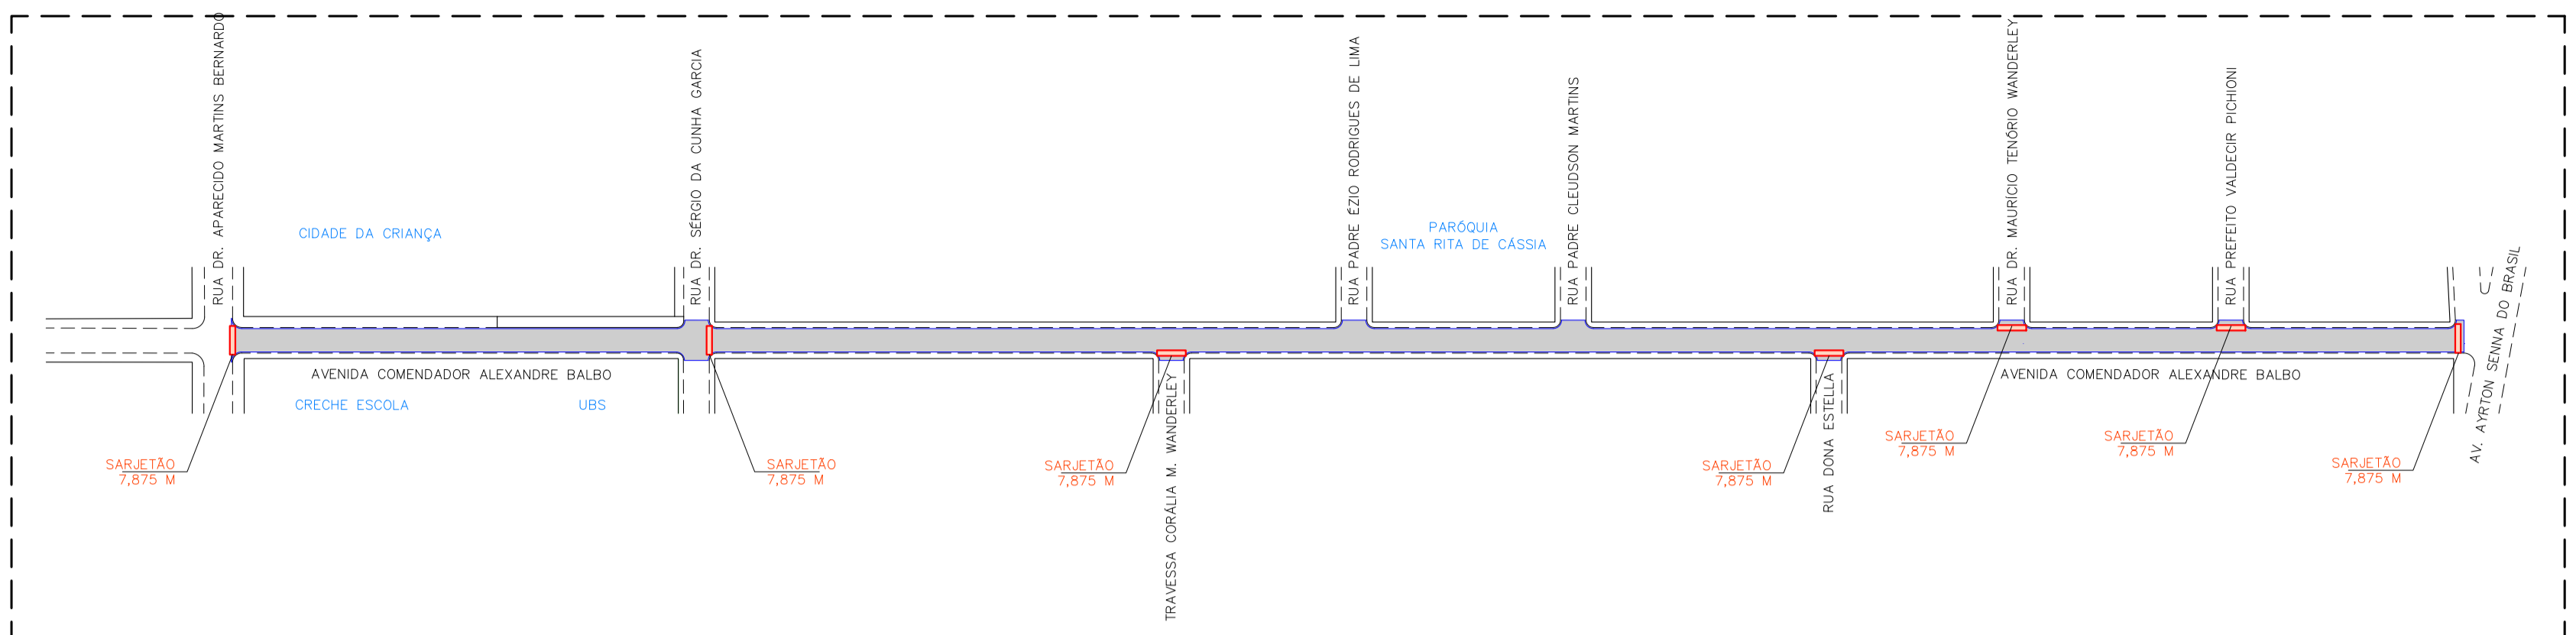 RUA DR. APARECIDO MARTINS BERNARDO
RUA DR. SÉRGIO DA CUNHA GARCIA
RUA PADRE ÉZIO RODRIGUES DE LIMA
RUA PADRE CLEUDSON MARTINS
RUA DR. MAURÍCIO TENÓRIO WANDERLEY
RUA PREFEITO VALDECIR PICHIONI
CIDADE DA CRIANÇA
PARÓQUIA
SANTA RITA DE CÁSSIA
AV. AYRTON SENNA DO BRASIL
AVENIDA COMENDADOR ALEXANDRE BALBO
AVENIDA COMENDADOR ALEXANDRE BALBO
CRECHE ESCOLA
UBS
TRAVESSA CORÁLIA M. WANDERLEY
RUA DONA ESTELLA
SARJETÃO
7,875 M
SARJETÃO
7,875 M
SARJETÃO
7,875 M
SARJETÃO
7,875 M
SARJETÃO
7,875 M
SARJETÃO
7,875 M
SARJETÃO
7,875 M